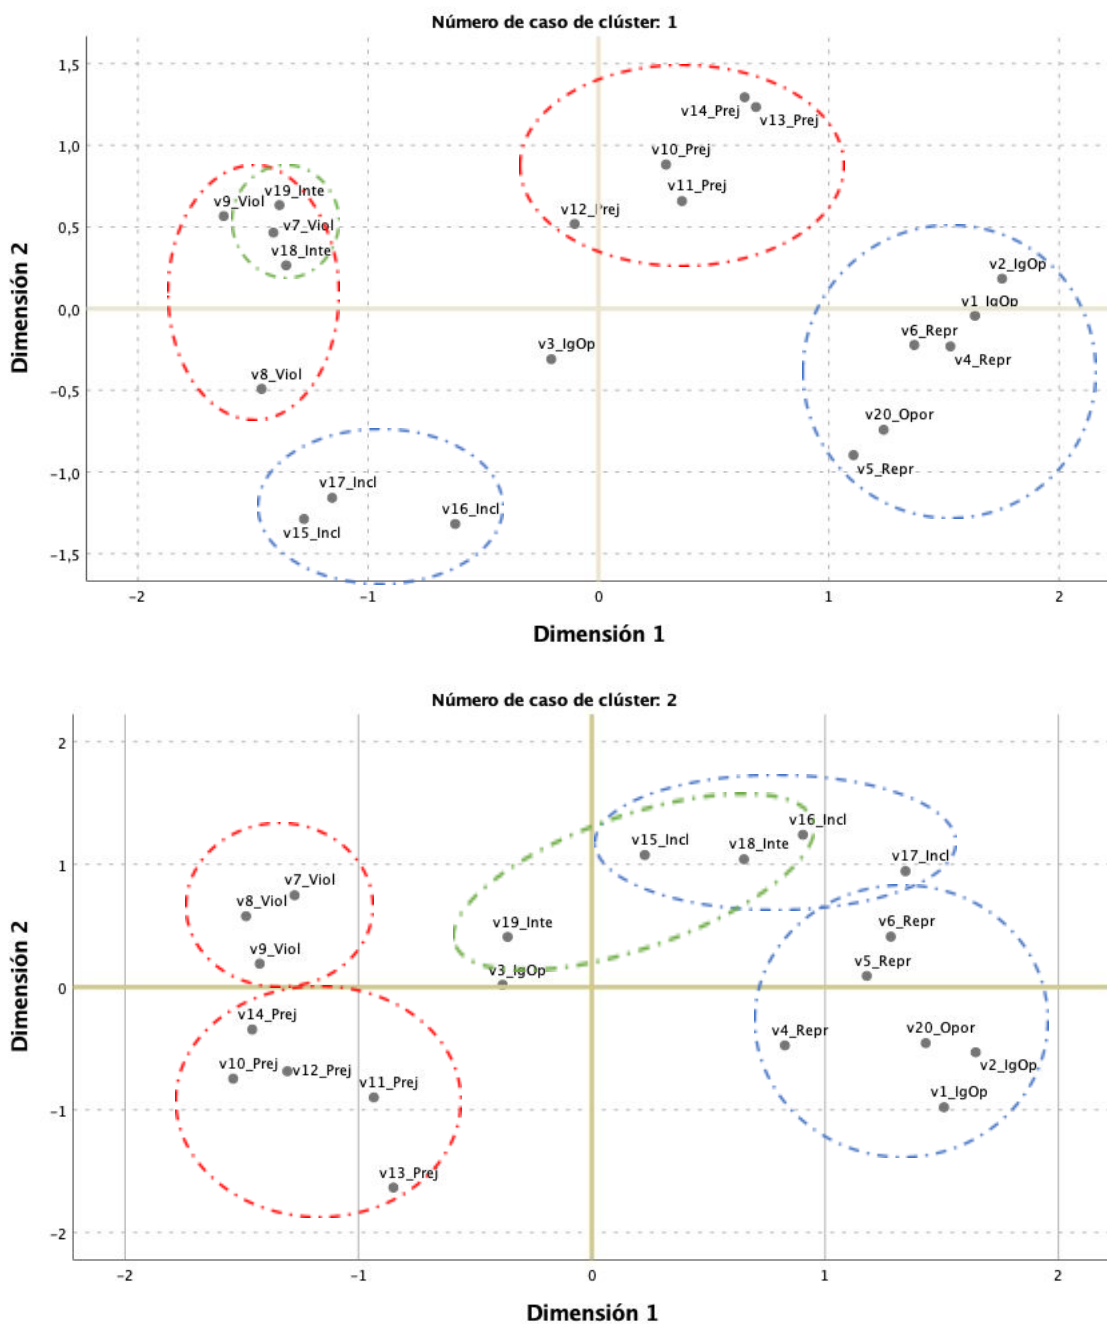 Número de caso de clúster: 1
Dimensión 2
1,5
1,0
0,5
0,0
-0,5
-1,0
-1,5
v14_Prej
v13_Prej
v10_Prej
v11_Prej
v12_Prej
v19_Inte
v9_Viol
v7_Viol
v18_Inte
v2_IgOp
v1_IgOp
v6_Repr
v4_Repr
v3_IgOp
v8_Viol
v20_Opor
v5_Repr
v17_Incl
v16_Incl
v15_Incl
-2 -1 0 1 2
Dimensión 1
Número de caso de clúster: 2
Dimensión 2
2
1
0
-1
-2
v16_Incl
v15_Incl
v18_Inte
v17_Incl
v7_Viol
v8_Viol
v19_Inte
v6_Repr
v9_Viol
v3_IgOp
v5_Repr
v14_Prej
v4_Repr
v20_Opor
v10_Prej
v12_Prej
v2_IgOp
v11_Prej
v1_IgOp
v13_Prej
-2 -1 0 1 2
Dimensión 1